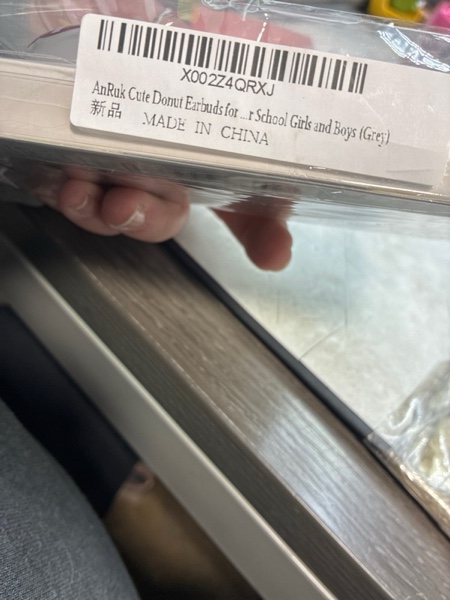 X002Z4QRXJ
AnRuk Cute Donut Earbuds for ...r School Girls and Boys (Grey)
新品
MADE IN CHINA